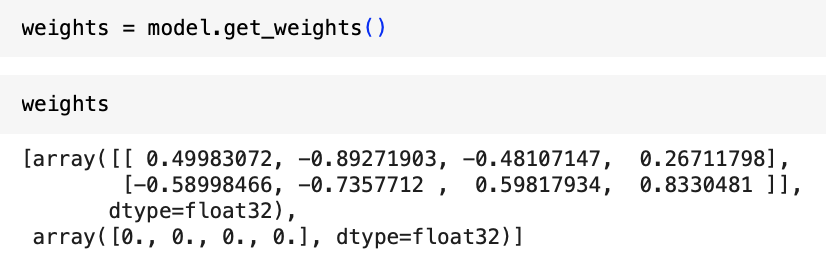 weights = model.get_weights()
weights
[array([[ 0.49983072, -0.89271903, -0.48107147,  0.26711798],
        [-0.58998466, -0.7357712 ,  0.59817934,  0.8330481 ]],
       dtype=float32),
 array([0., 0., 0., 0.], dtype=float32)]